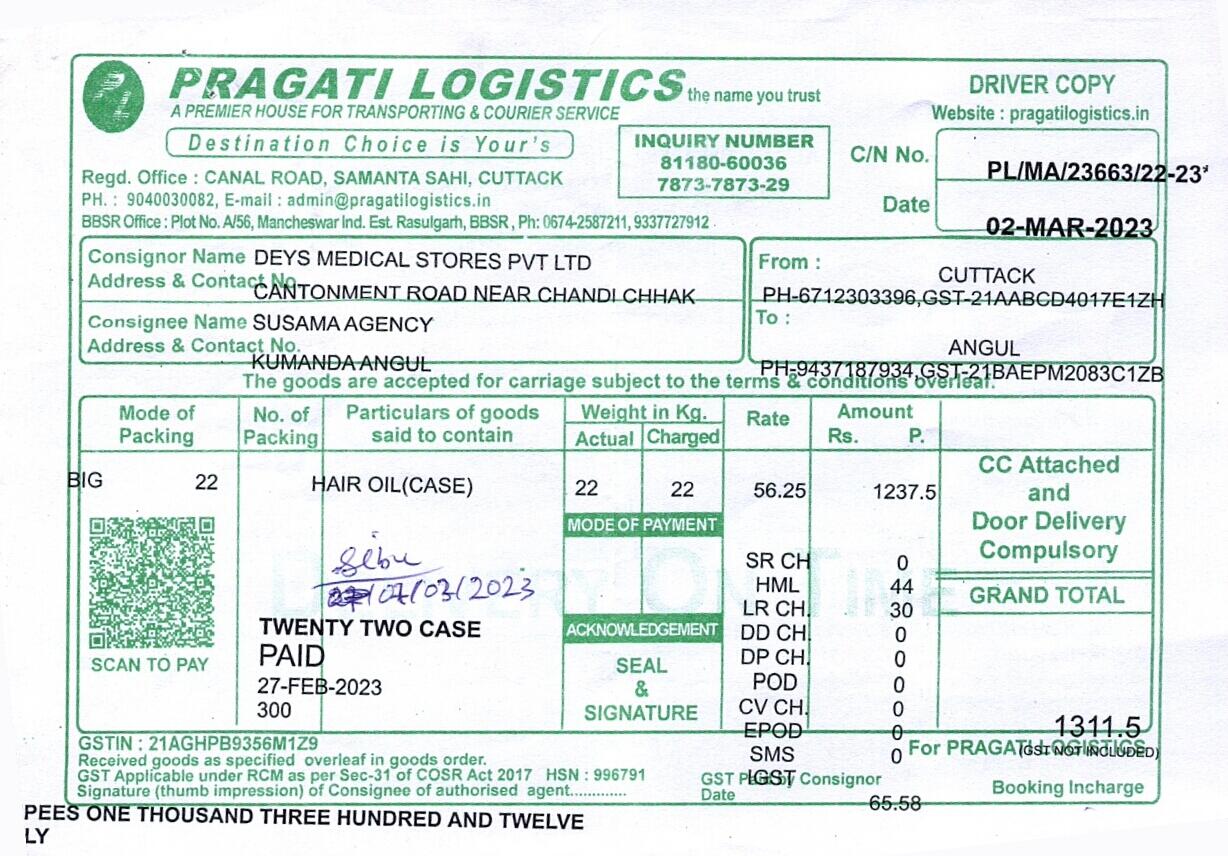 PRAGATI LOGISTICS the name you trust
A PREMIER HOUSE FOR TRANSPORTING & COURIER SERVICE
Destination Choice is Your's
Regd. Office : CANAL ROAD, SAMANTA SAHI, CUTTACK
PH. : 9040030082, E-mail : admin@pragatilogistics.in
BBSR Office : Plot No. A/56, Mancheswar Ind. Est. Rasulgarh, BBSR , Ph: 0674-2587211, 9337727912
INQUIRY NUMBER
81180-60036
7873-7873-29
DRIVER COPY
Website : pragatilogistics.in
C/N No. PL/MA/23663/22-23
Date 02-MAR-2023
Consignor Name DEYS MEDICAL STORES PVT LTD
Address & Contact No. CANTONMENT ROAD NEAR CHANDI CHHAK
Consignee Name SUSAMA AGENCY
Address & Contact No. KUMANDA ANGUL
From : CUTTACK
PH-6712303396,GST-21AABCD4017E1ZH
To : ANGUL
PH-9437187934,GST-21BAEPM2083C1ZB
The goods are accepted for carriage subject to the terms & conditions overleaf.
Mode of Packing No. of Packing Particulars of goods said to contain Weight in Kg. Actual Charged Rate Amount Rs. P.
BIG 22 HAIR OIL(CASE) 22 22 56.25 1237.5
CC Attached
and
Door Delivery
Compulsory
MODE OF PAYMENT
DELIVERY ON TIME
SR CH 0
HML 44
LR CH. 30
DD CH. 0
DP CH. 0
POD 0
CV CH. 0
EPOD 0
SMS 0
IGST 65.58
GRAND TOTAL
1311.5
(GST NOT INCLUDED)
07/03/2023
TWENTY TWO CASE
PAID
27-FEB-2023
300
SCAN TO PAY
ACKNOWLEDGEMENT
SEAL
&
SIGNATURE
GSTIN : 21AGHPB9356M1Z9
Received goods as specified overleaf in goods order.
GST Applicable under RCM as per Sec-31 of COSR Act 2017 HSN : 996791
Signature (thumb impression) of Consignee of authorised agent.............
GST Paid by Consignor
Date
For PRAGATI LOGISTICS
Booking Incharge
PEES ONE THOUSAND THREE HUNDRED AND TWELVE
LY